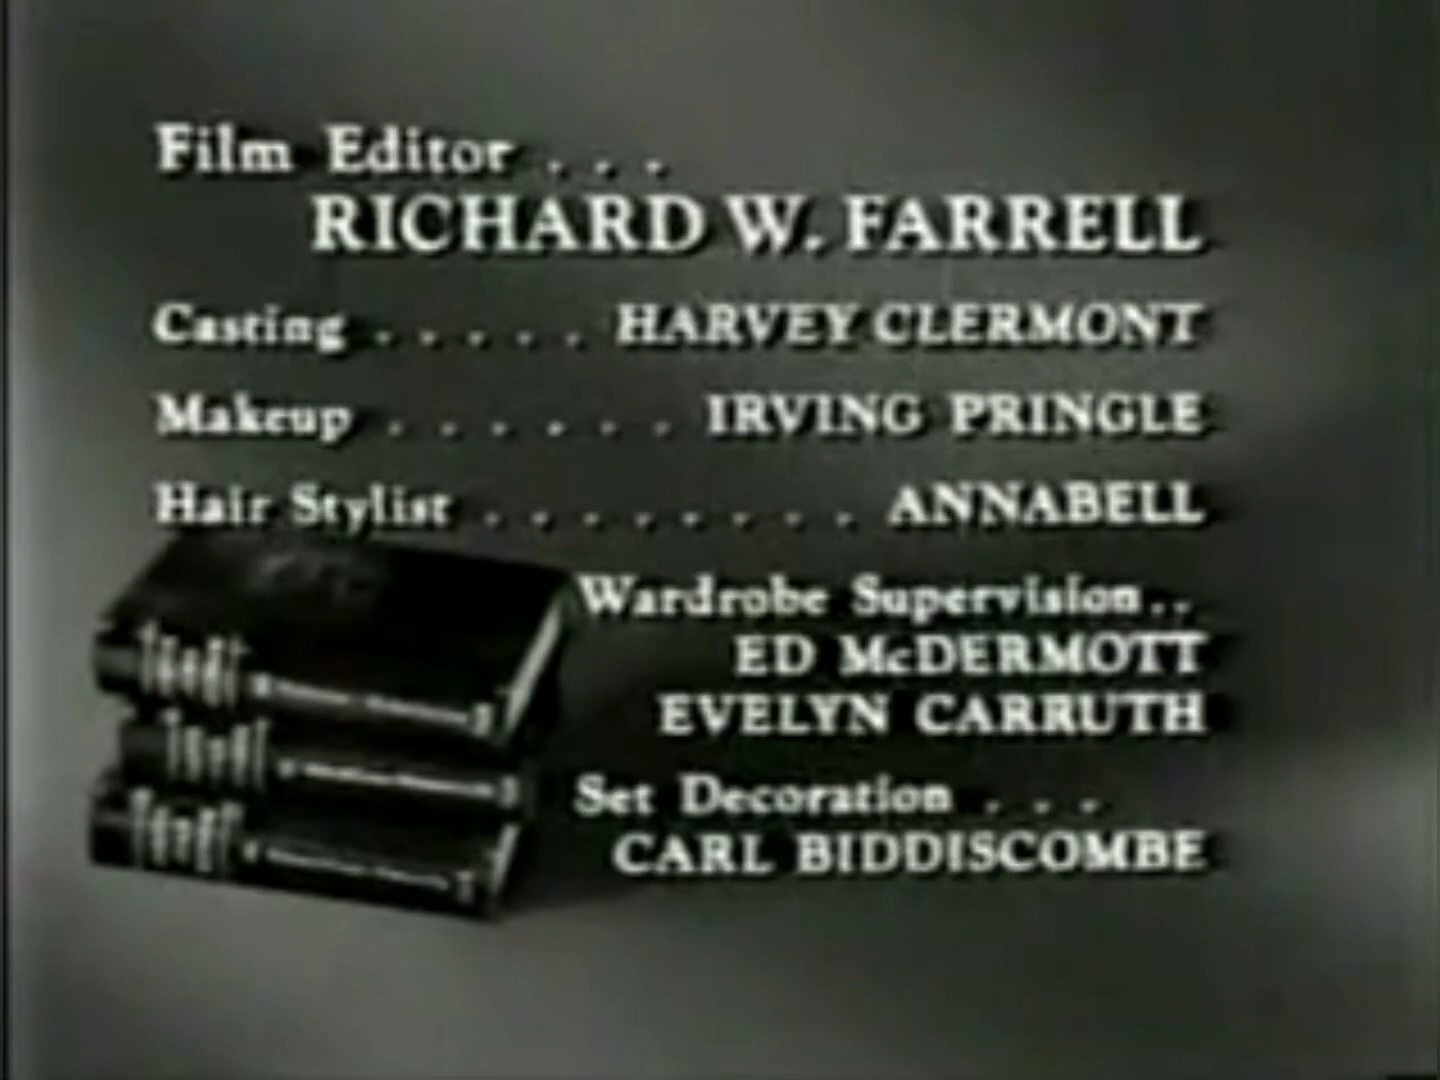 Film Editor . . .
RICHARD W. FARRELL
Casting . . . . . HARVEY CLERMONT
Makeup . . . . . . IRVING PRINGLE
Hair Stylist . . . . . . . . ANNABELL
Wardrobe Supervision . .
ED McDERMOTT
EVELYN CARRUTH
Set Decoration . . .
CARL BIDDISCOMBE